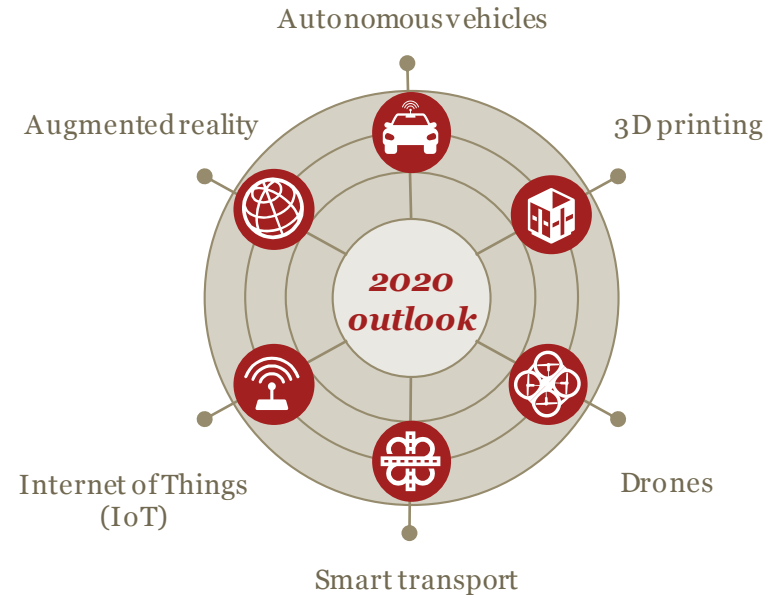 Autonomous vehicles
Augmented reality
3D printing
2020
outlook
Internet of Things
(IoT)
Drones
Smart transport